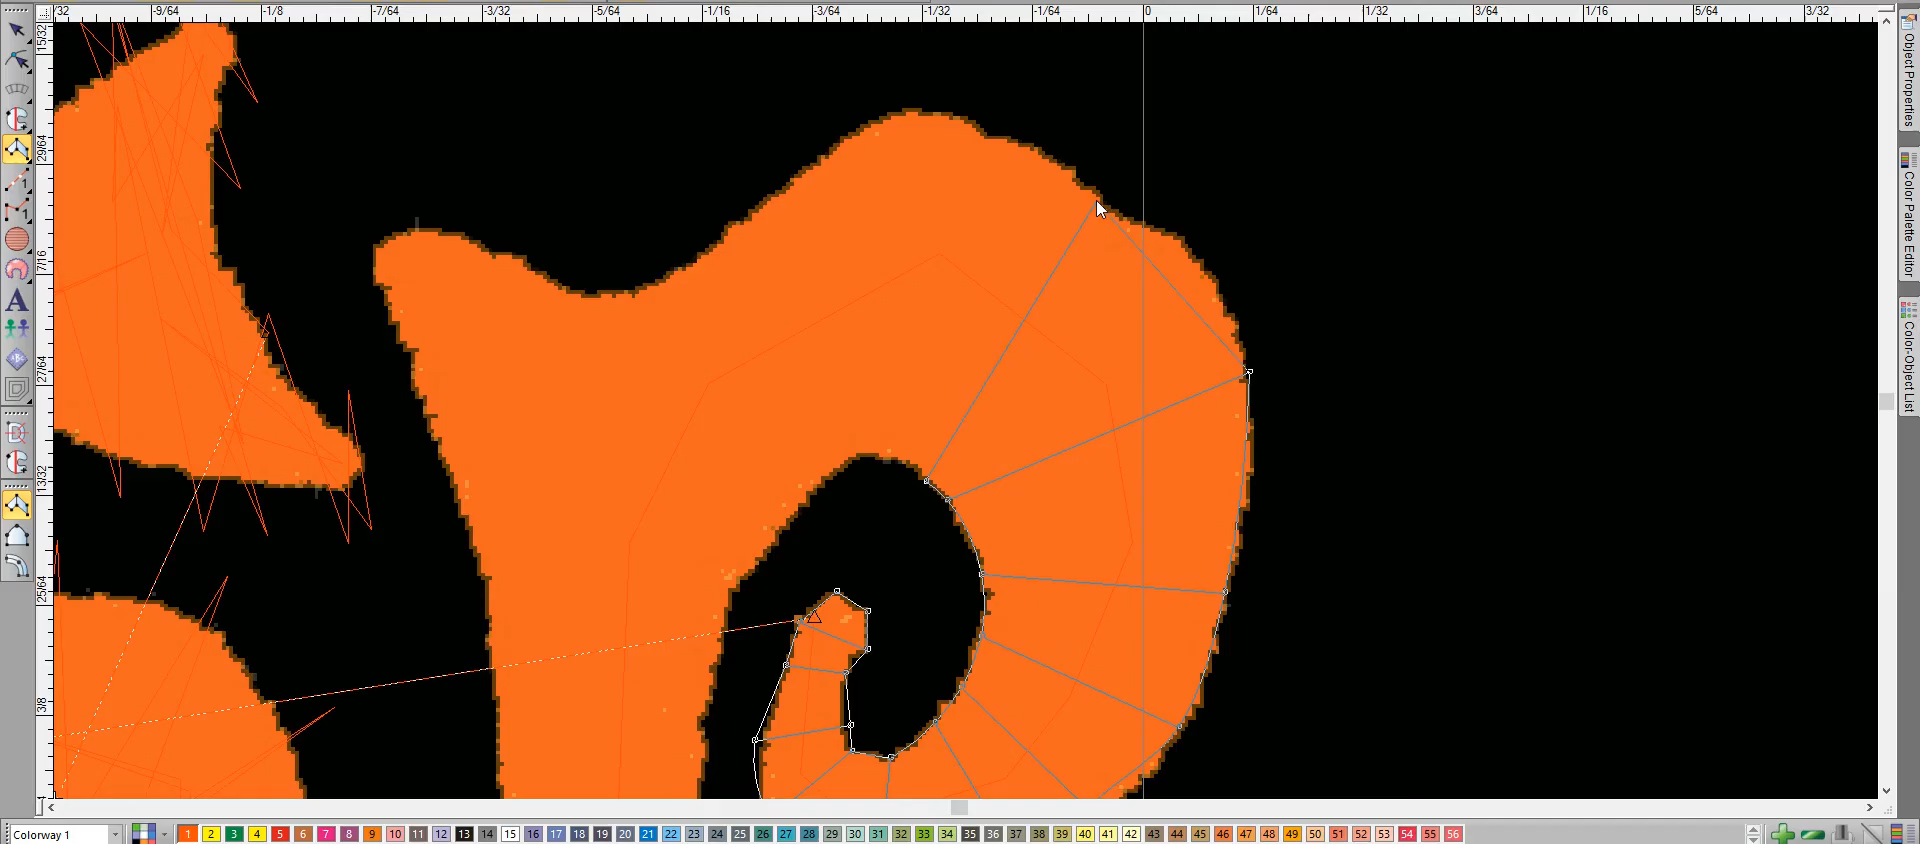 /32 -9/64 -1/8 -7/64 -3/32 -5/64 -1/16 -3/64 -1/32 -1/64 0 1/64 1/32 3/64 1/16 5/64 3/32
15/32
29/64
7/16
27/64
13/32
25/64
3/8
1
1
A
ABC
Object Properties
Color Palette Editor
Color-Object List
Colorway 1
1 2 3 4 5 6 7 8 9 10 11 12 13 14 15 16 17 18 19 20 21 22 23 24 25 26 27 28 29 30 31 32 33 34 35 36 37 38 39 40 41 42 43 44 45 46 47 48 49 50 51 52 53 54 55 56